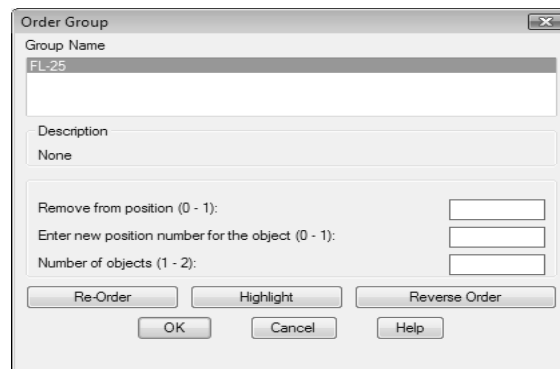 Order Group
Group Name
FL-25
Description
None
Remove from position (0 - 1):
Enter new position number for the object (0 - 1):
Number of objects (1 - 2):
Re-Order Highlight Reverse Order
OK Cancel Help